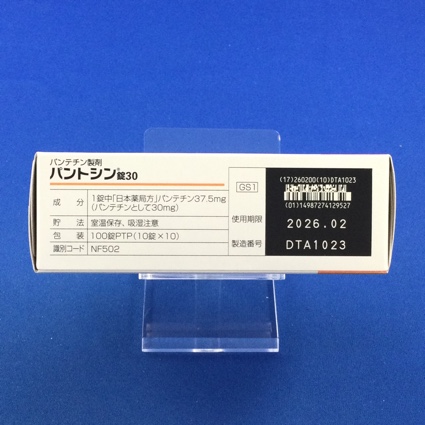 パンテチン製剤
パントシン®錠30
成分 1錠中「日本薬局方」パンテチン37.5mg
(パンテチンとして30mg)
貯法 室温保存、吸湿注意
包装 100錠PTP(10錠×10)
識別コード NF502
GS1
使用期限
製造番号
(17)260200(10)DTA1023
(01)14987274129527
2026.02
DTA1023